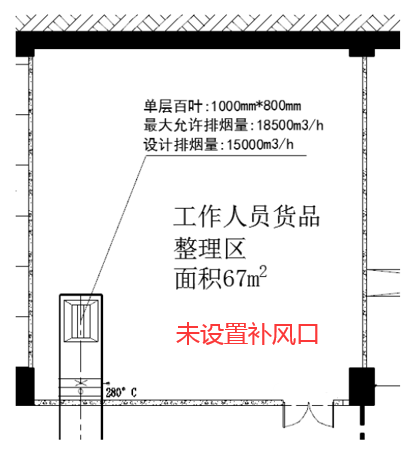 单层百叶:1000mm*800mm
最大允许排烟量:18500m3/h
设计排烟量:15000m3/h
工作人员货品
整理区
面积67m²
未设置补风口
280° C